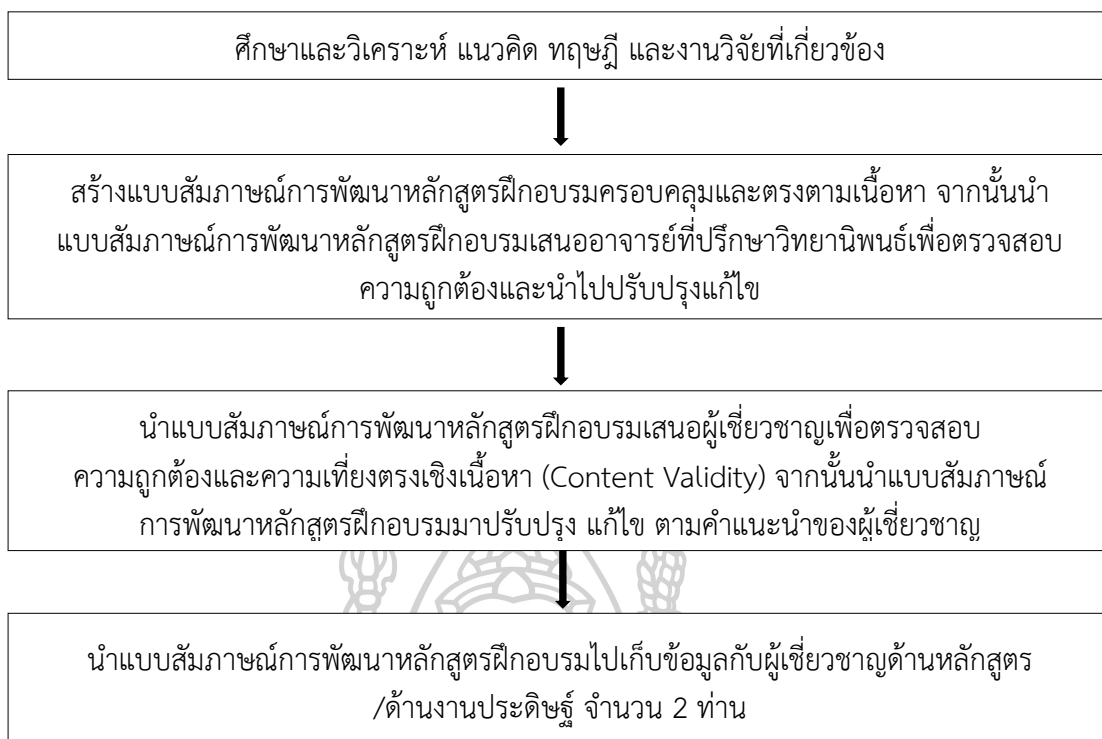 ศึกษาและวิเคราะห์ แนวคิด ทฤษฎี และงานวิจัยที่เกี่ยวข้อง
สร้างแบบสัมภาษณ์การพัฒนาหลักสูตรฝึกอบรมครอบคลุมและตรงตามเนื้อหา จากนั้นนำ
แบบสัมภาษณ์การพัฒนาหลักสูตรฝึกอบรมเสนออาจารย์ที่ปรึกษาวิทยานิพนธ์เพื่อตรวจสอบ
ความถูกต้องและนำไปปรับปรุงแก้ไข
นำแบบสัมภาษณ์การพัฒนาหลักสูตรฝึกอบรมเสนอผู้เชี่ยวชาญเพื่อตรวจสอบ
ความถูกต้องและความเที่ยงตรงเชิงเนื้อหา (Content Validity) จากนั้นนำแบบสัมภาษณ์
การพัฒนาหลักสูตรฝึกอบรมมาปรับปรุง แก้ไข ตามคำแนะนำของผู้เชี่ยวชาญ
นำแบบสัมภาษณ์การพัฒนาหลักสูตรฝึกอบรมไปเก็บข้อมูลกับผู้เชี่ยวชาญด้านหลักสูตร
/ด้านงานประดิษฐ์ จำนวน 2 ท่าน